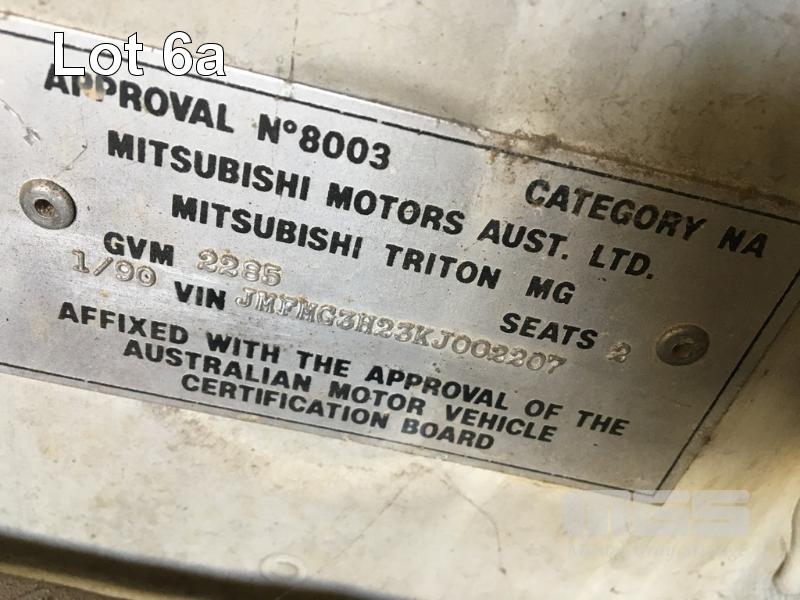 Lot 6a
APPROVAL Nº 8003
CATEGORY NA
MITSUBISHI MOTORS AUST. LTD.
MITSUBISHI TRITON MG
GVM 2285
SEATS 2
1/90 VIN JMFMG3H23KJ002207
AFFIXED WITH THE APPROVAL OF THE
AUSTRALIAN MOTOR VEHICLE
CERTIFICATION BOARD